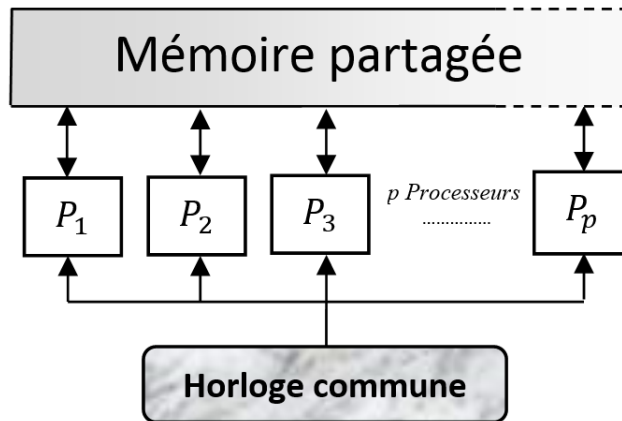 Mémoire partagée
P₁
P₂
P₃
p Processeurs
................
Pₚ
Horloge commune